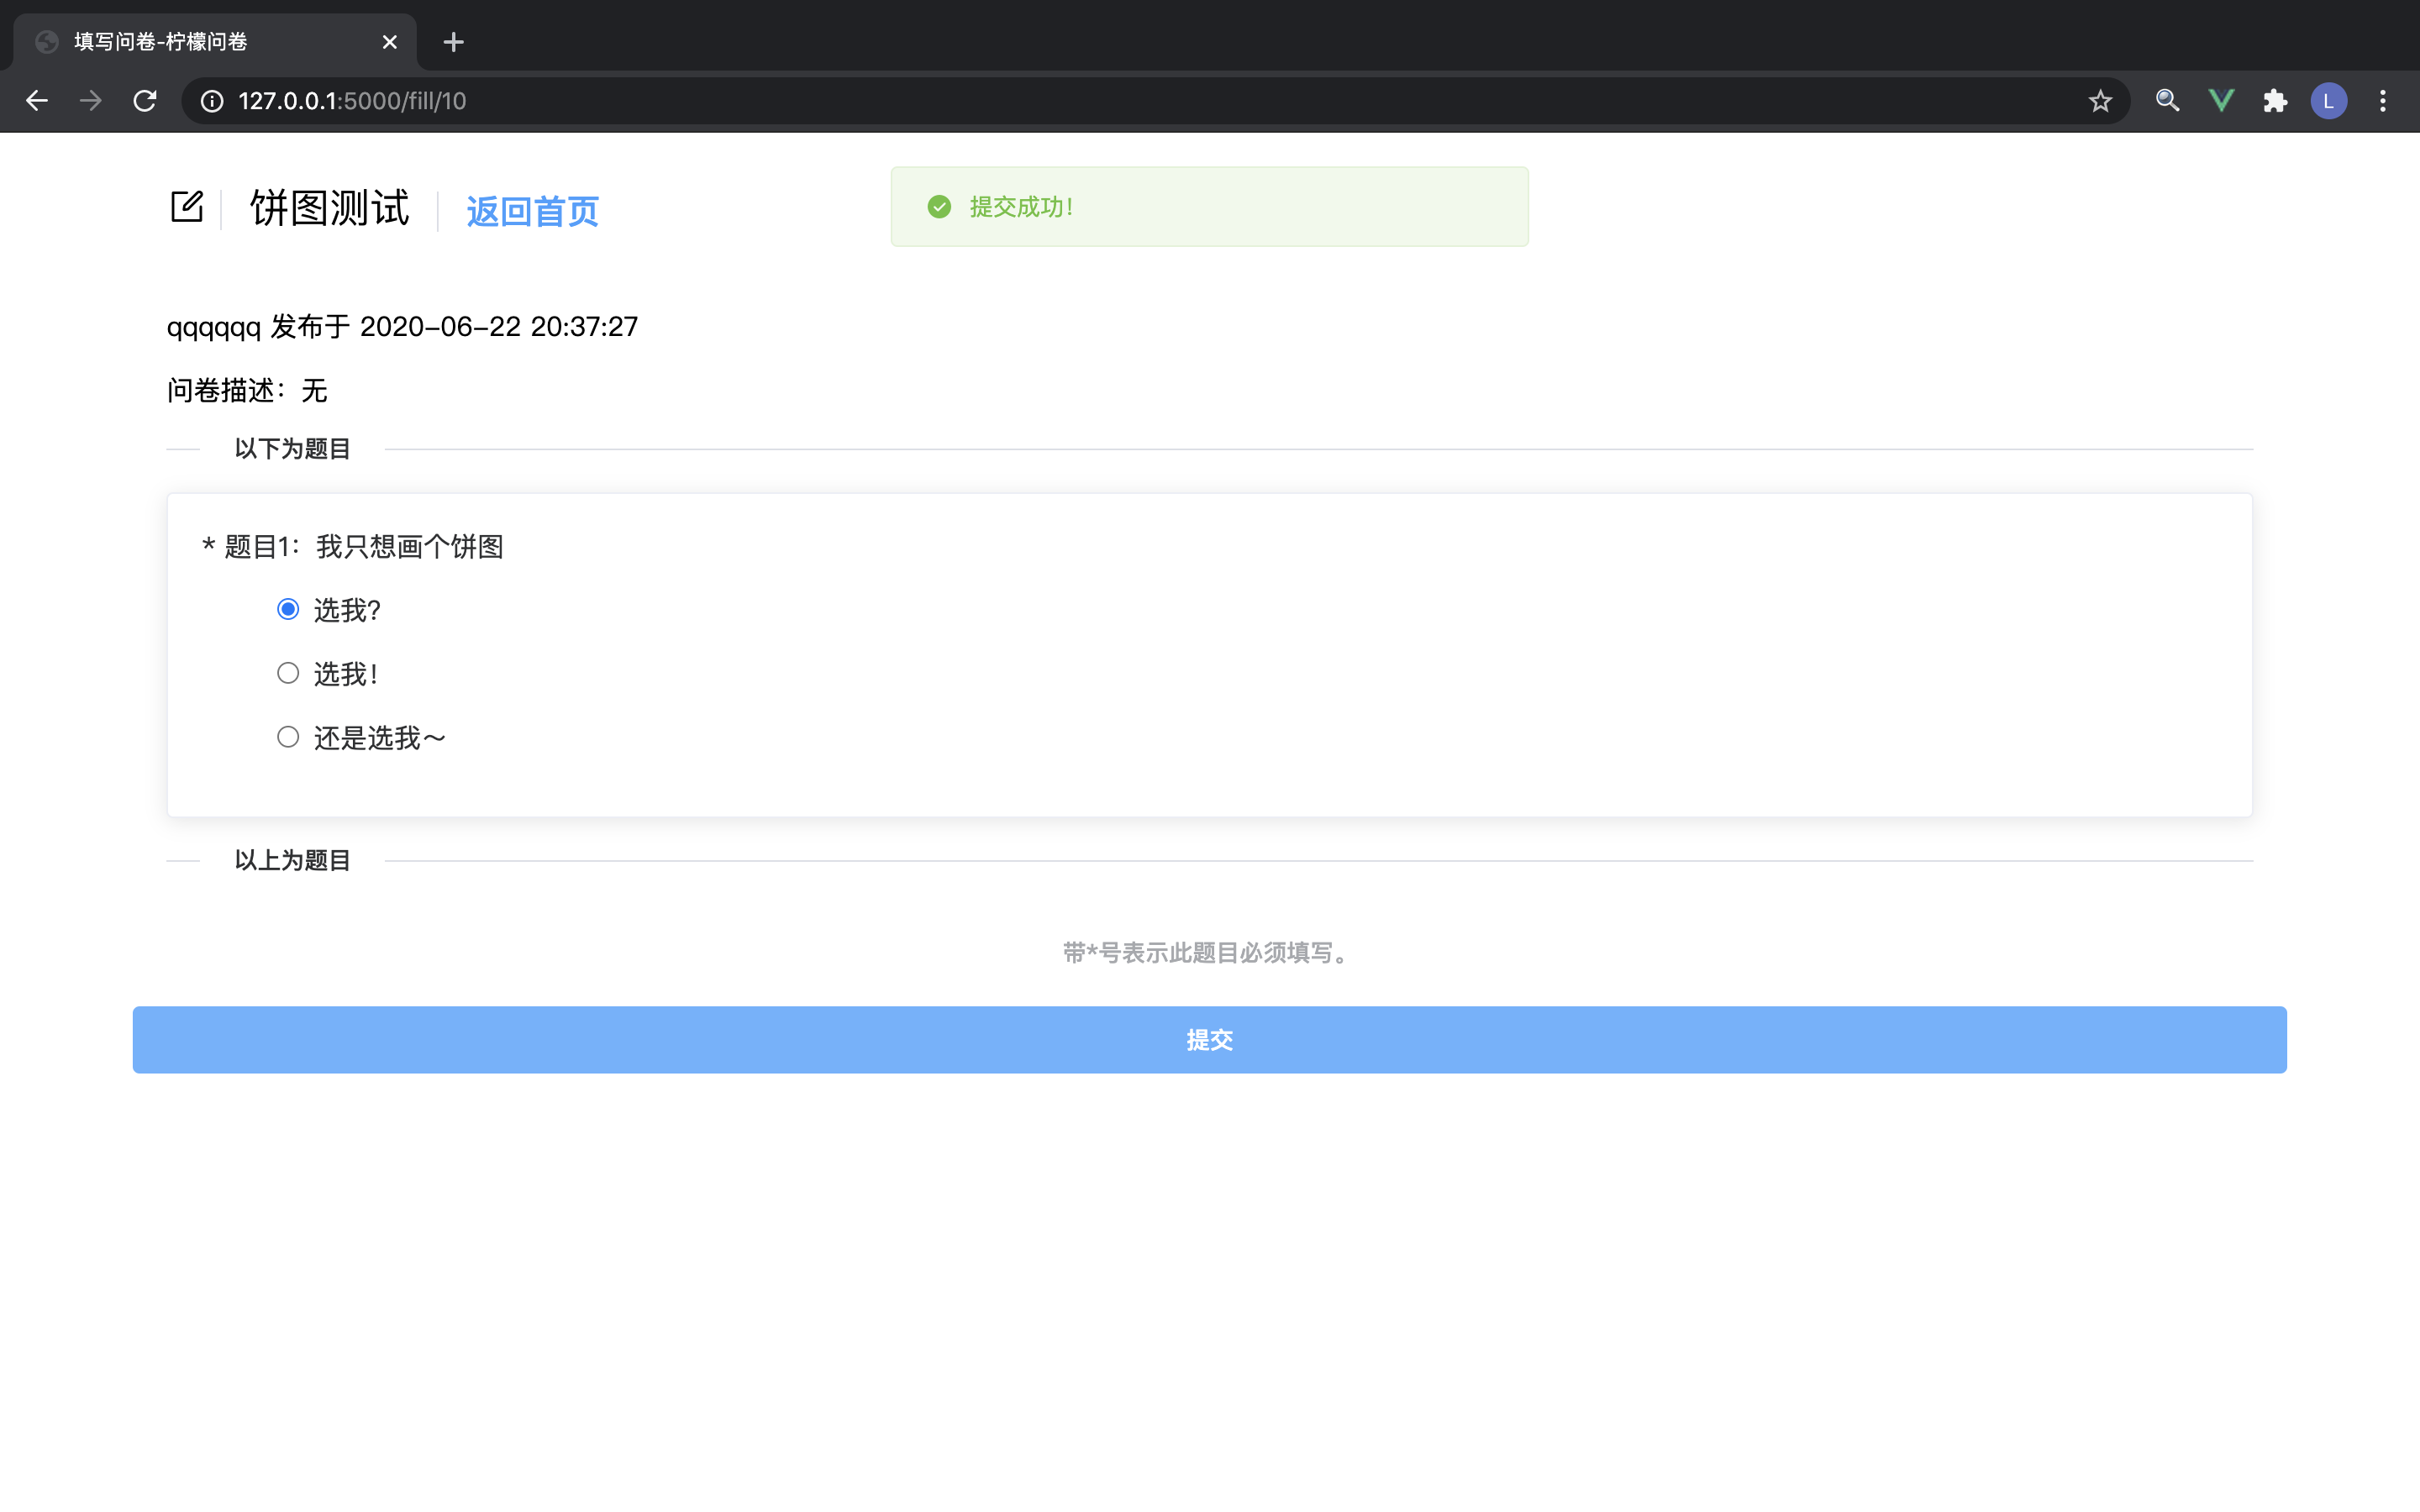 填写问卷-柠檬问卷
127.0.0.1:5000/fill/10
L
饼图测试
返回首页
提交成功！
qqqqqq 发布于 2020-06-22 20:37:27
问卷描述：无
以下为题目
* 题目1：我只想画个饼图
选我？
选我！
还是选我～
以上为题目
带*号表示此题目必须填写。
提交